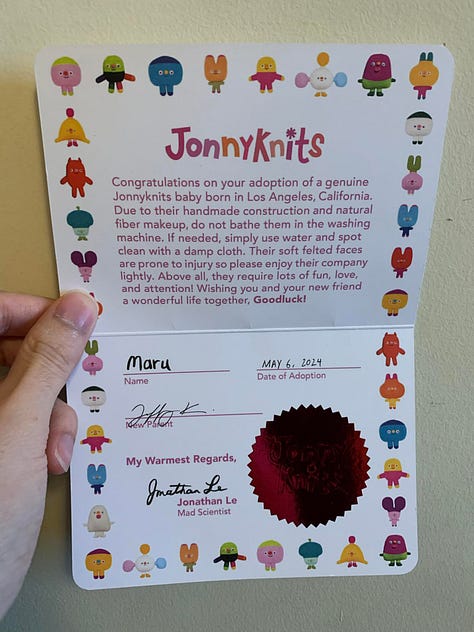 JonnyKnits
Congratulations on your adoption of a genuine
Jonnyknits baby born in Los Angeles, California.
Due to their handmade construction and natural
fiber makeup, do not bathe them in the washing
machine. If needed, simply use water and spot
clean with a damp cloth. Their soft felted faces
are prone to injury so please enjoy their company
lightly. Above all, they require lots of fun, love,
and attention! Wishing you and your new friend
a wonderful life together, Goodluck!
Maru
MAY 6, 2024
Name
Date of Adoption
New Parent
My Warmest Regards,
Jonathan Le
Jonathan Le
Mad Scientist
Jonny